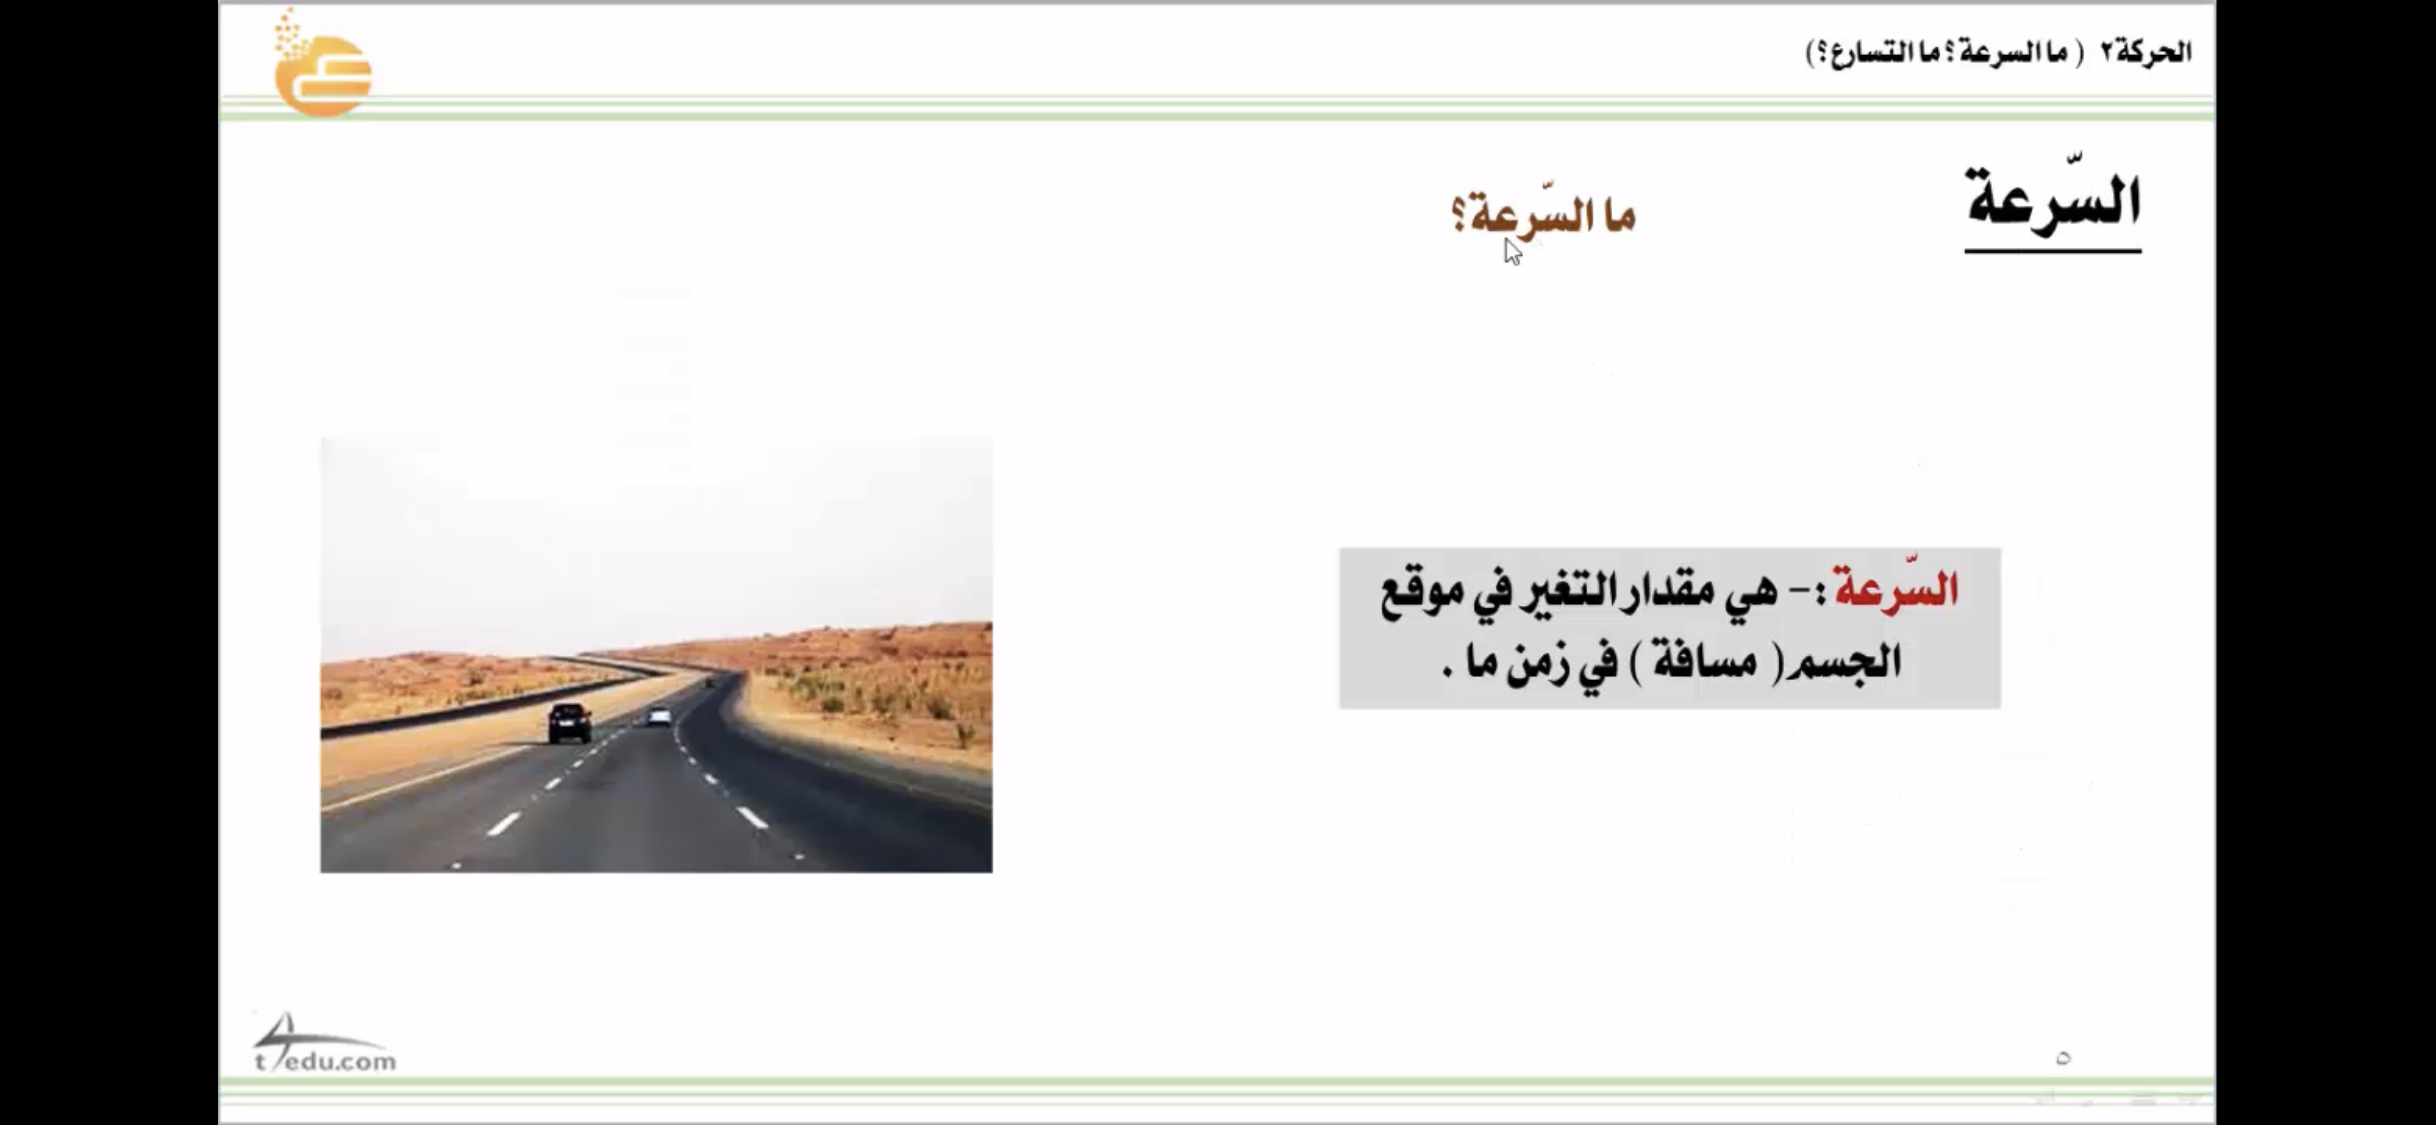 الحركة٢ ( ما السرعة؟ ما التسارع؟)
السّرعة
ما السّرعة؟
السّرعة :- هي مقدار التغير في موقع
الجسم( مسافة ) في زمن ما .
t4edu.com
٥